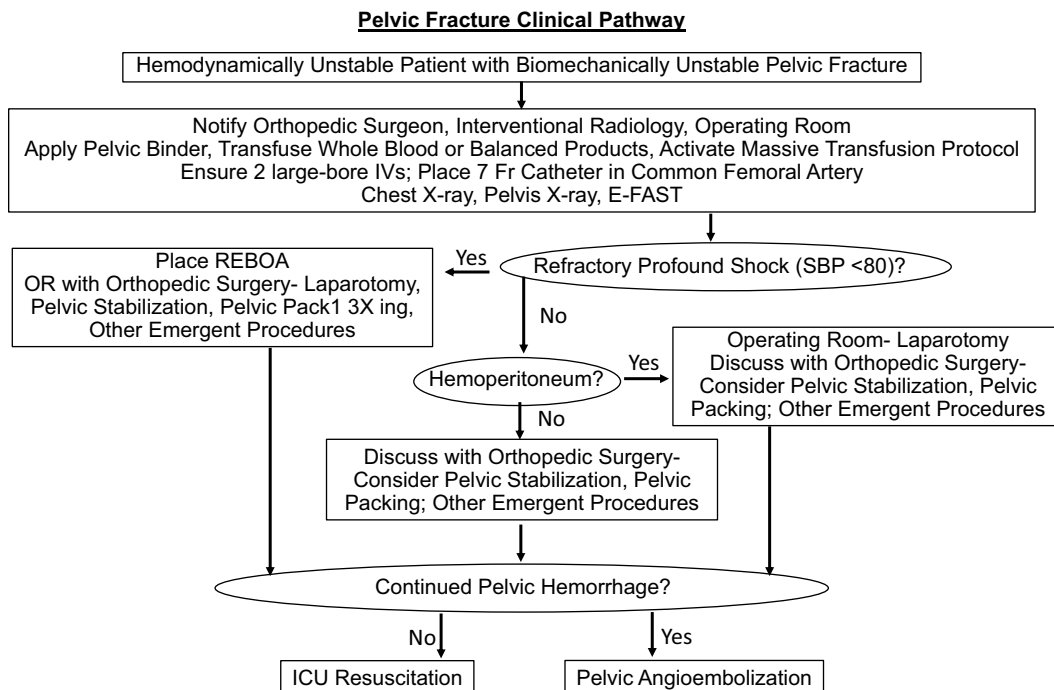 Pelvic Fracture Clinical Pathway
Hemodynamically Unstable Patient with Biomechanically Unstable Pelvic Fracture
Notify Orthopedic Surgeon, Interventional Radiology, Operating Room
Apply Pelvic Binder, Transfuse Whole Blood or Balanced Products, Activate Massive Transfusion Protocol
Ensure 2 large-bore IVs; Place 7 Fr Catheter in Common Femoral Artery
Chest X-ray, Pelvis X-ray, E-FAST
Refractory Profound Shock (SBP <80)?
Yes
Place REBOA
OR with Orthopedic Surgery- Laparotomy,
Pelvic Stabilization, Pelvic Pack1 3X ing,
Other Emergent Procedures
No
Hemoperitoneum?
Yes
Operating Room- Laparotomy
Discuss with Orthopedic Surgery-
Consider Pelvic Stabilization, Pelvic
Packing; Other Emergent Procedures
No
Discuss with Orthopedic Surgery-
Consider Pelvic Stabilization, Pelvic
Packing; Other Emergent Procedures
Continued Pelvic Hemorrhage?
No
Yes
ICU Resuscitation
Pelvic Angioembolization